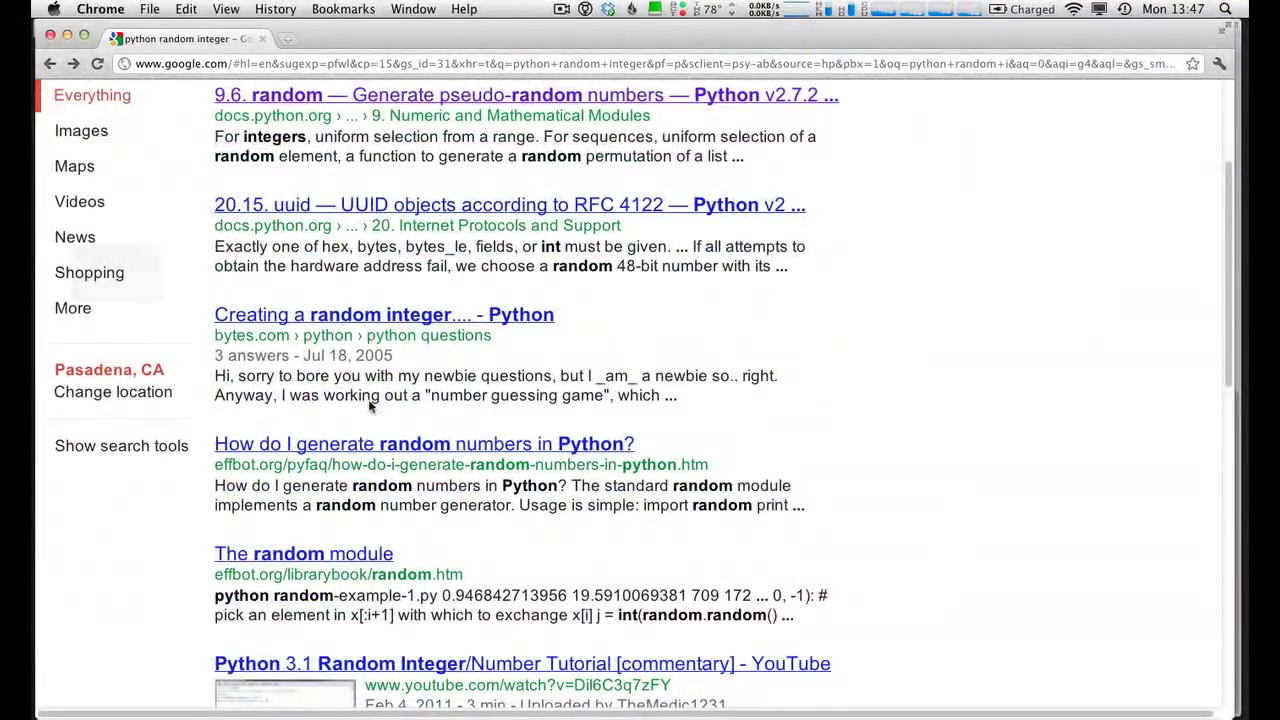 Chrome File Edit View History Bookmarks Window Help 78° 0.0KB/s 0.0KB/s Charged Mon 13:47
python random integer – Go
www.google.com/#hl=en&sugexp=pfwl&cp=15&gs_id=31&xhr=t&q=python+random+integer&pf=p&sclient=psy-ab&source=hp&pbx=1&oq=python+random+i&aq=0&aqi=g4&aql=&gs_sm...
Everything
Images
Maps
Videos
News
Shopping
More
Pasadena, CA
Change location
Show search tools
9.6. random — Generate pseudo-random numbers — Python v2.7.2 ...
docs.python.org › ... › 9. Numeric and Mathematical Modules
For integers, uniform selection from a range. For sequences, uniform selection of a
random element, a function to generate a random permutation of a list ...
20.15. uuid — UUID objects according to RFC 4122 — Python v2 ...
docs.python.org › ... › 20. Internet Protocols and Support
Exactly one of hex, bytes, bytes_le, fields, or int must be given. ... If all attempts to
obtain the hardware address fail, we choose a random 48-bit number with its ...
Creating a random integer.... - Python
bytes.com › python › python questions
3 answers - Jul 18, 2005
Hi, sorry to bore you with my newbie questions, but I _am_ a newbie so.. right.
Anyway, I was working out a "number guessing game", which ...
How do I generate random numbers in Python?
effbot.org/pyfaq/how-do-i-generate-random-numbers-in-python.htm
How do I generate random numbers in Python? The standard random module
implements a random number generator. Usage is simple: import random print ...
The random module
effbot.org/librarybook/random.htm
python random-example-1.py 0.946842713956 19.5910069381 709 172 ... 0, -1): #
pick an element in x[:i+1] with which to exchange x[i] j = int(random.random() ...
Python 3.1 Random Integer/Number Tutorial [commentary] - YouTube
www.youtube.com/watch?v=Dil6C3q7zFY
Feb 4, 2011 - 3 min - Uploaded by TheMedic1231